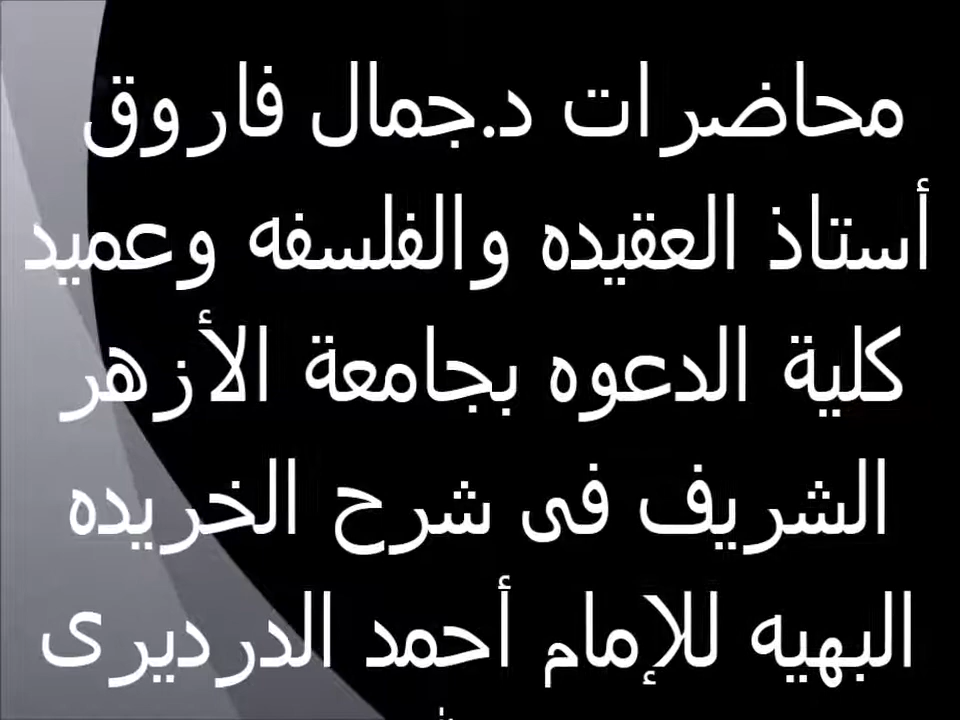 محاضرات د.جمال فاروق
أستاذ العقيده والفلسفه وعميد
كلية الدعوه بجامعة الأزهر
الشريف فى شرح الخريده
البهيه للإمام أحمد الدرديرى